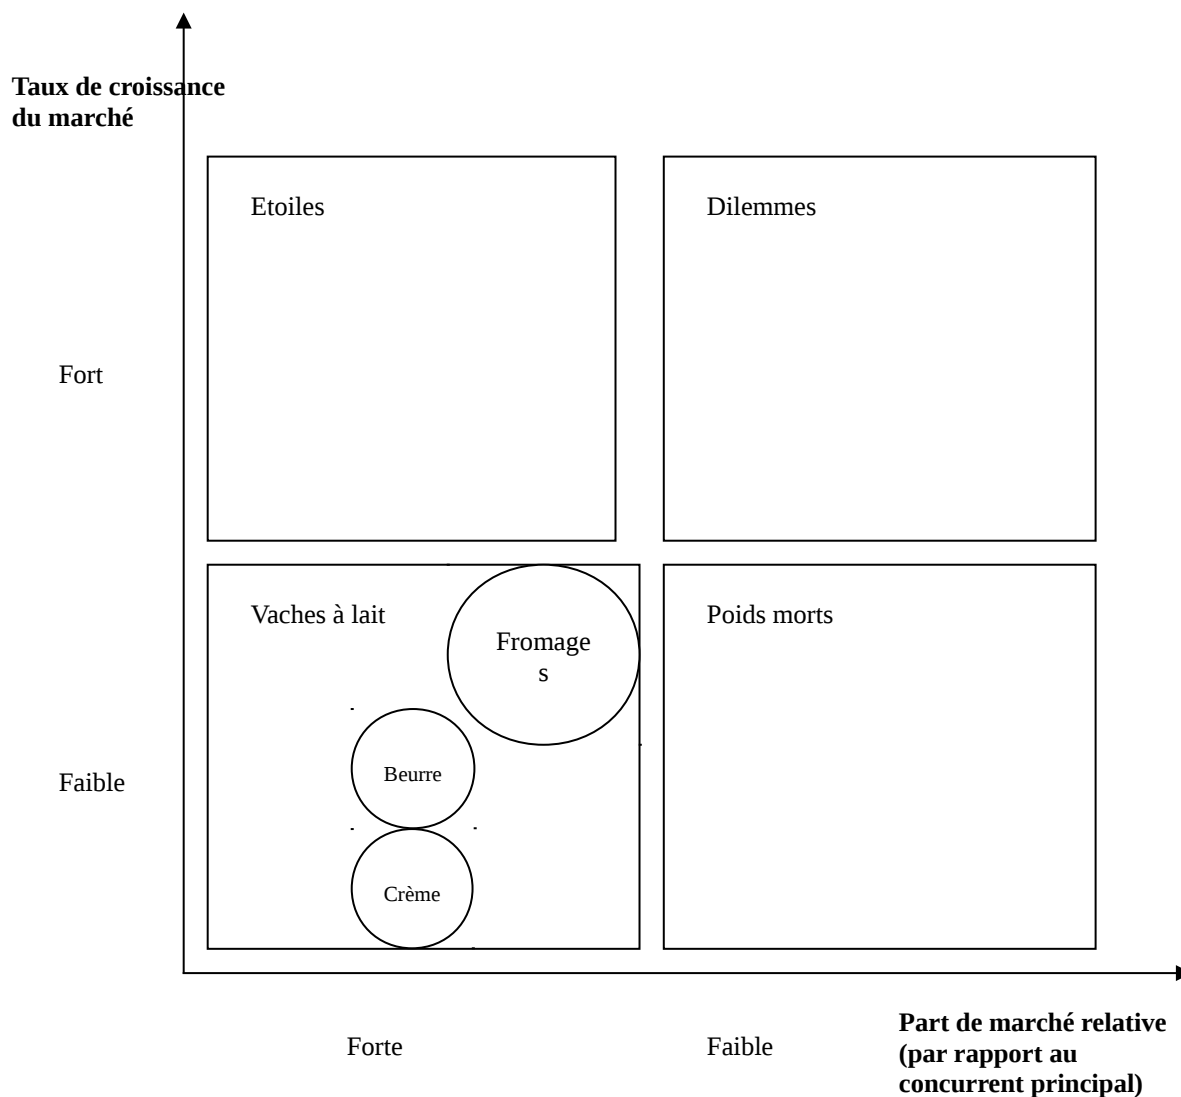 Taux de croissance
du marché
Etoiles
Dilemmes
Fort
Vaches à lait
Poids morts
Fromage
s
Beurre
Faible
Crème
Forte
Faible
Part de marché relative
(par rapport au
concurrent principal)